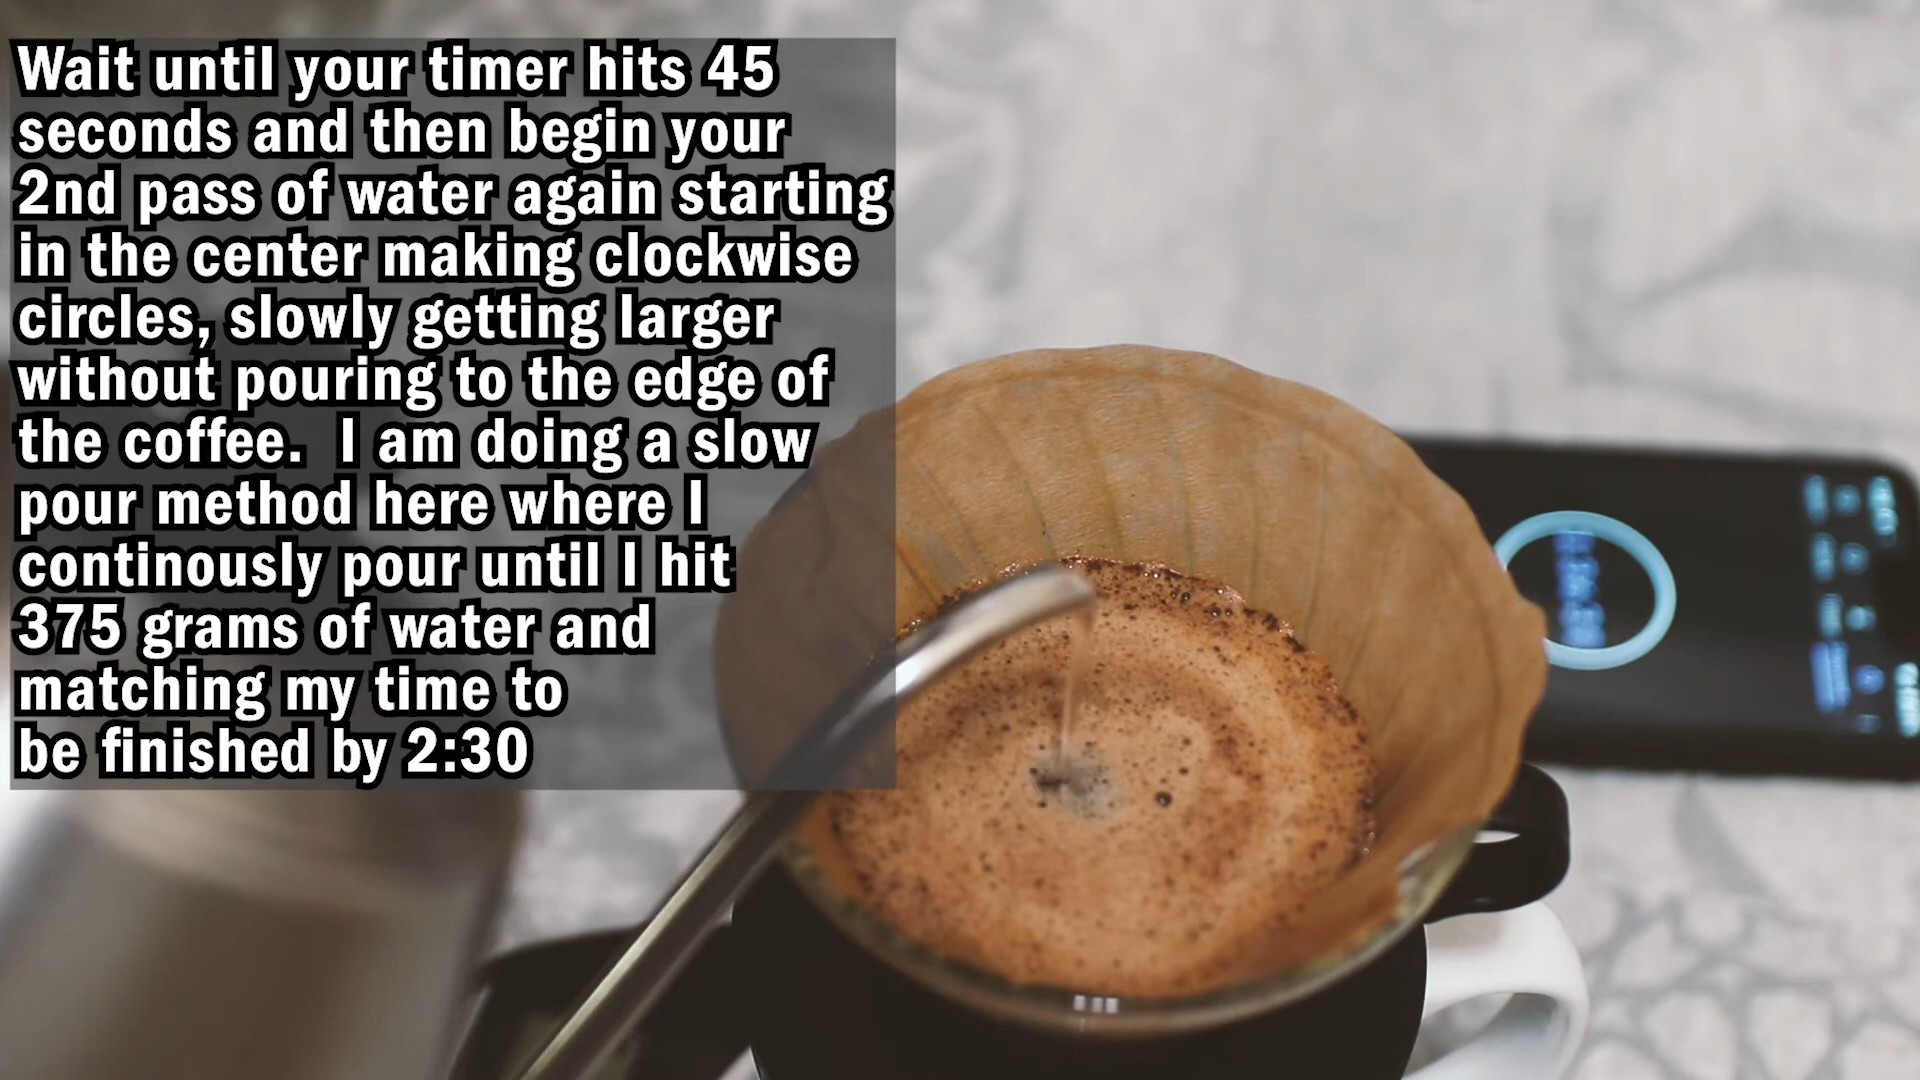 Wait until your timer hits 45
seconds and then begin your
2nd pass of water again starting
in the center making clockwise
circles, slowly getting larger
without pouring to the edge of
the coffee.  I am doing a slow
pour method here where I
continously pour until I hit
375 grams of water and
matching my time to
be finished by 2:30